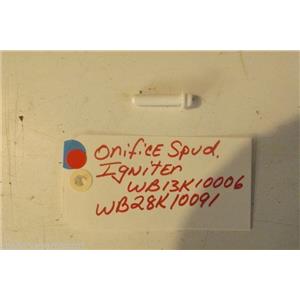 Orifice Spud.
Igniter
WB13K10006
WB28K10091